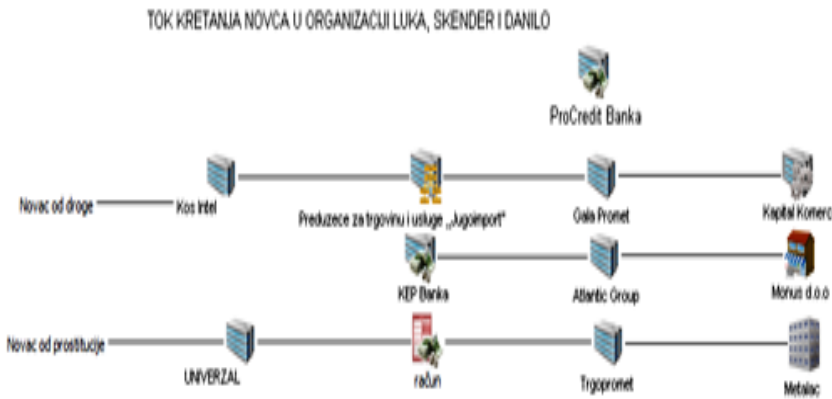 TOK KRETANJA NOVCA U ORGANIZACIJI LUKA, SKENDER I DANILO
ProCredit Banka
Novac od droge
Kos Intel
Preduzece za trgovinu i usluge „Jugoimport“
Gala Promet
Kapital Komerc
KEP Banka
Atlantic Group
Monus d.o.o
Novac od prostitucije
UNIVERZAL
račun
Trgopromet
Metalac